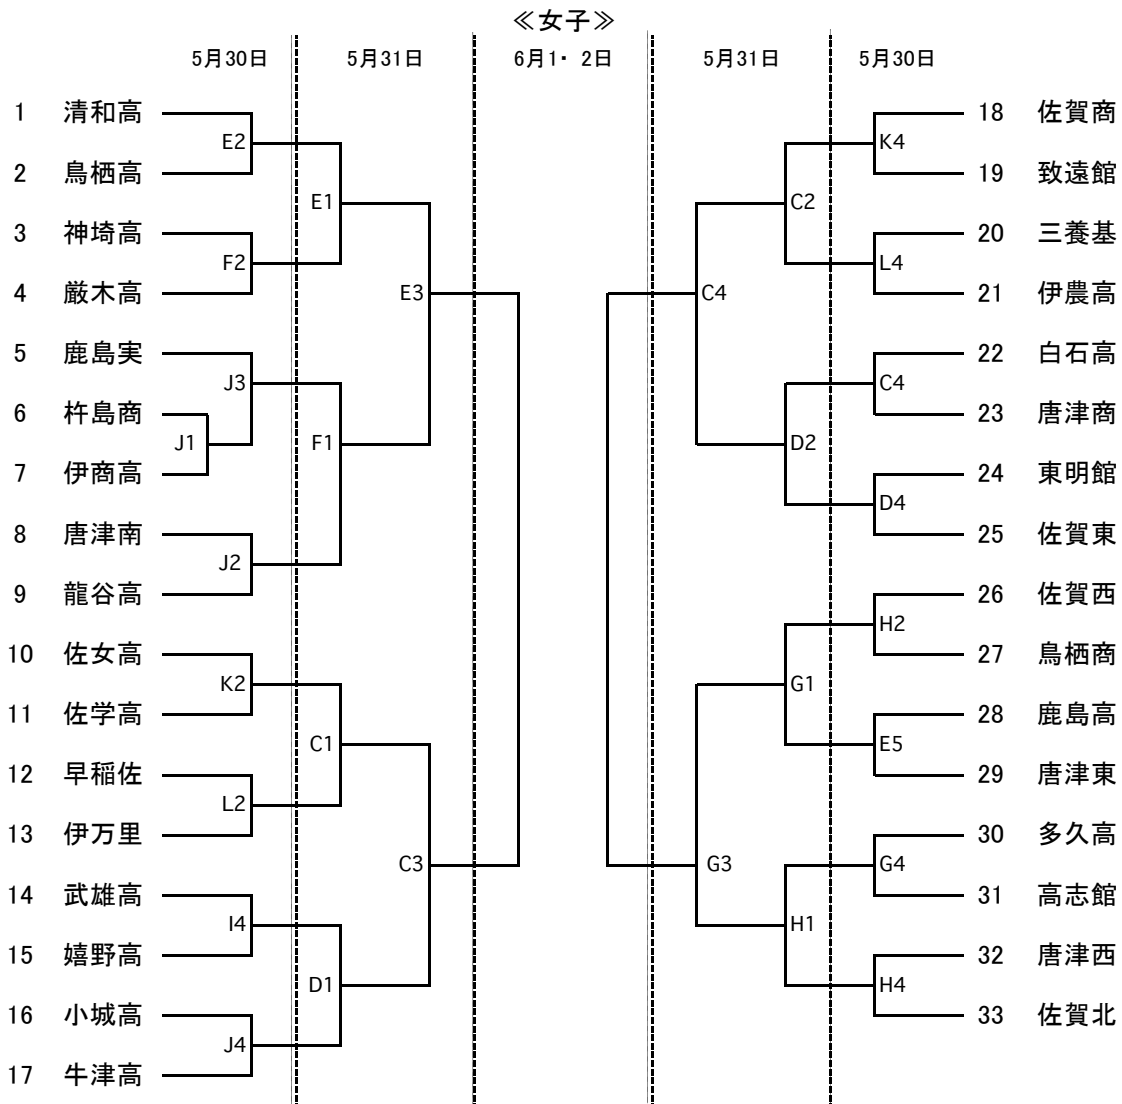 ≪女子≫
5月30日 5月31日 6月1・ 2日 5月31日 5月30日
1 清和高 18 佐賀商
E2 K4
2 鳥栖高 19 致遠館
E1 C2
3 神埼高 20 三養基
F2 L4
4 厳木高 E3 C4 21 伊農高
5 鹿島実 22 白石高
J3 C4
6 杵島商 23 唐津商
J1 F1 D2
7 伊商高 24 東明館
D4
8 唐津南 25 佐賀東
J2
9 龍谷高 26 佐賀西
H2
10 佐女高 27 鳥栖商
K2 G1
11 佐学高 28 鹿島高
C1 E5
12 早稲佐 29 唐津東
L2
13 伊万里 30 多久高
C3 G3 G4
14 武雄高 31 高志館
I4 H1
15 嬉野高 32 唐津西
D1 H4
16 小城高 33 佐賀北
J4
17 牛津高